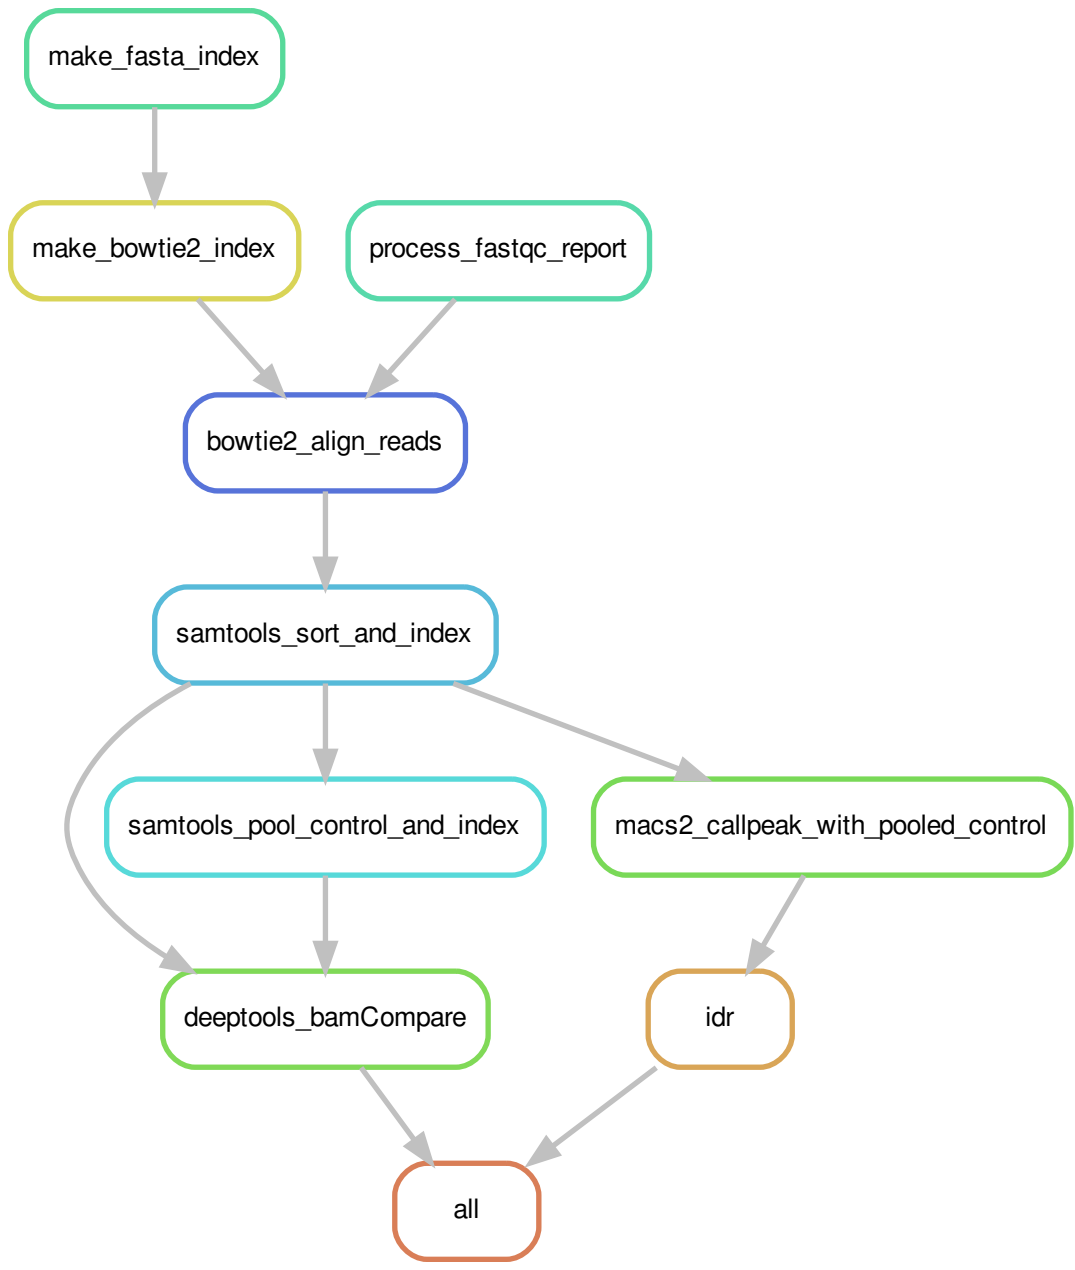 make_fasta_index
make_bowtie2_index
process_fastqc_report
bowtie2_align_reads
samtools_sort_and_index
samtools_pool_control_and_index
macs2_callpeak_with_pooled_control
deeptools_bamCompare
idr
all